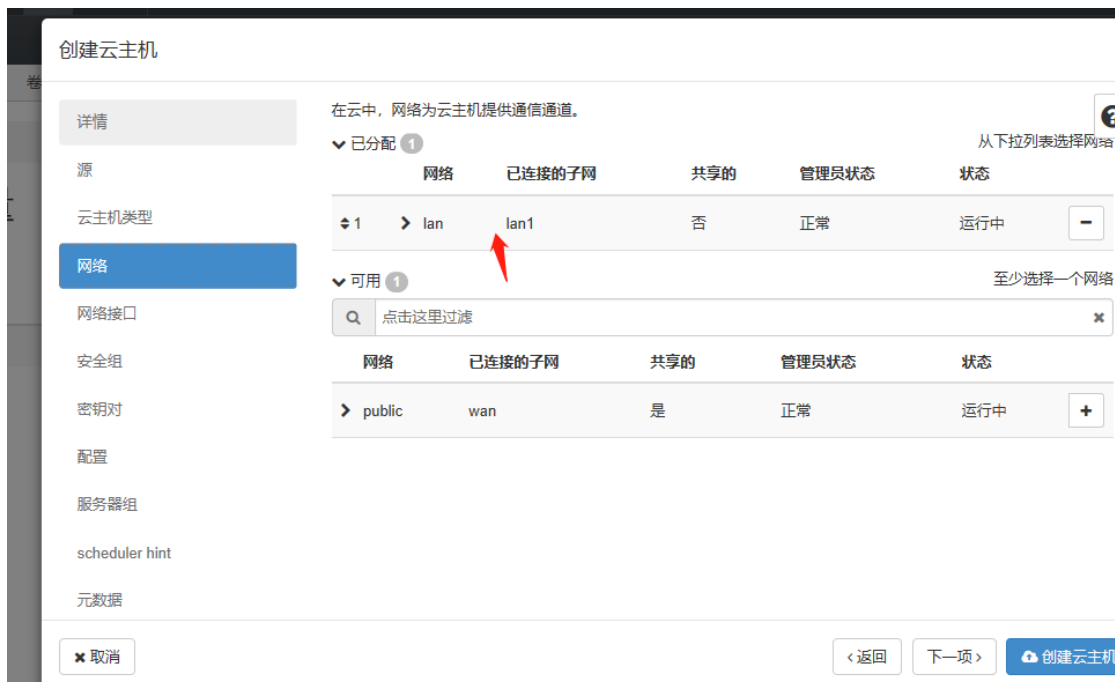 创建云主机
卷
详情
源
云主机类型
网络
网络接口
安全组
密钥对
配置
服务器组
scheduler hint
元数据
在云中，网络为云主机提供通信通道。
已分配 1
从下拉列表选择网络
网络 已连接的子网 共享的 管理员状态 状态
1 lan lan1 否 正常 运行中
可用 1
至少选择一个网络
点击这里过滤
网络 已连接的子网 共享的 管理员状态 状态
public wan 是 正常 运行中
取消
‹返回 下一项› 创建云主机